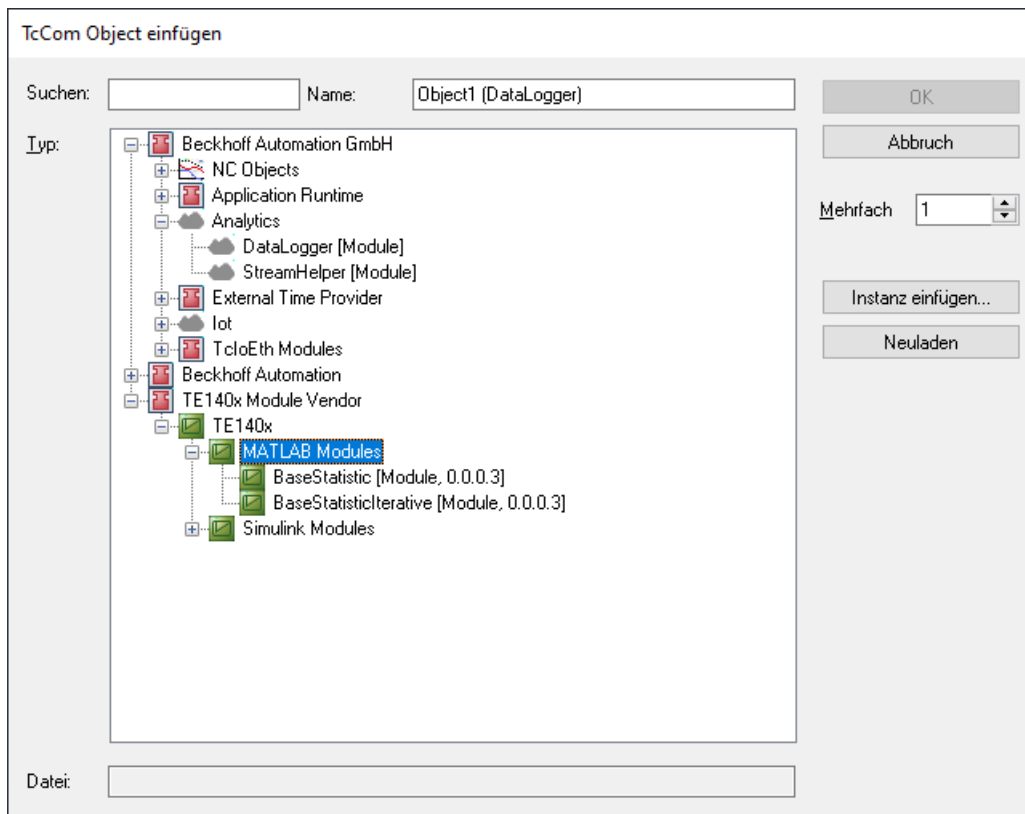 TcCom Object einfügen
Suchen:
Name:
Object1 (DataLogger)
OK
Typ:
Beckhoff Automation GmbH
Abbruch
NC Objects
Application Runtime
Mehrfach
1
Analytics
DataLogger [Module]
StreamHelper [Module]
External Time Provider
Instanz einfügen...
Iot
TcIoEth Modules
Neuladen
Beckhoff Automation
TE140x Module Vendor
TE140x
MATLAB Modules
BaseStatistic [Module, 0.0.0.3]
BaseStatisticIterative [Module, 0.0.0.3]
Simulink Modules
Datei: